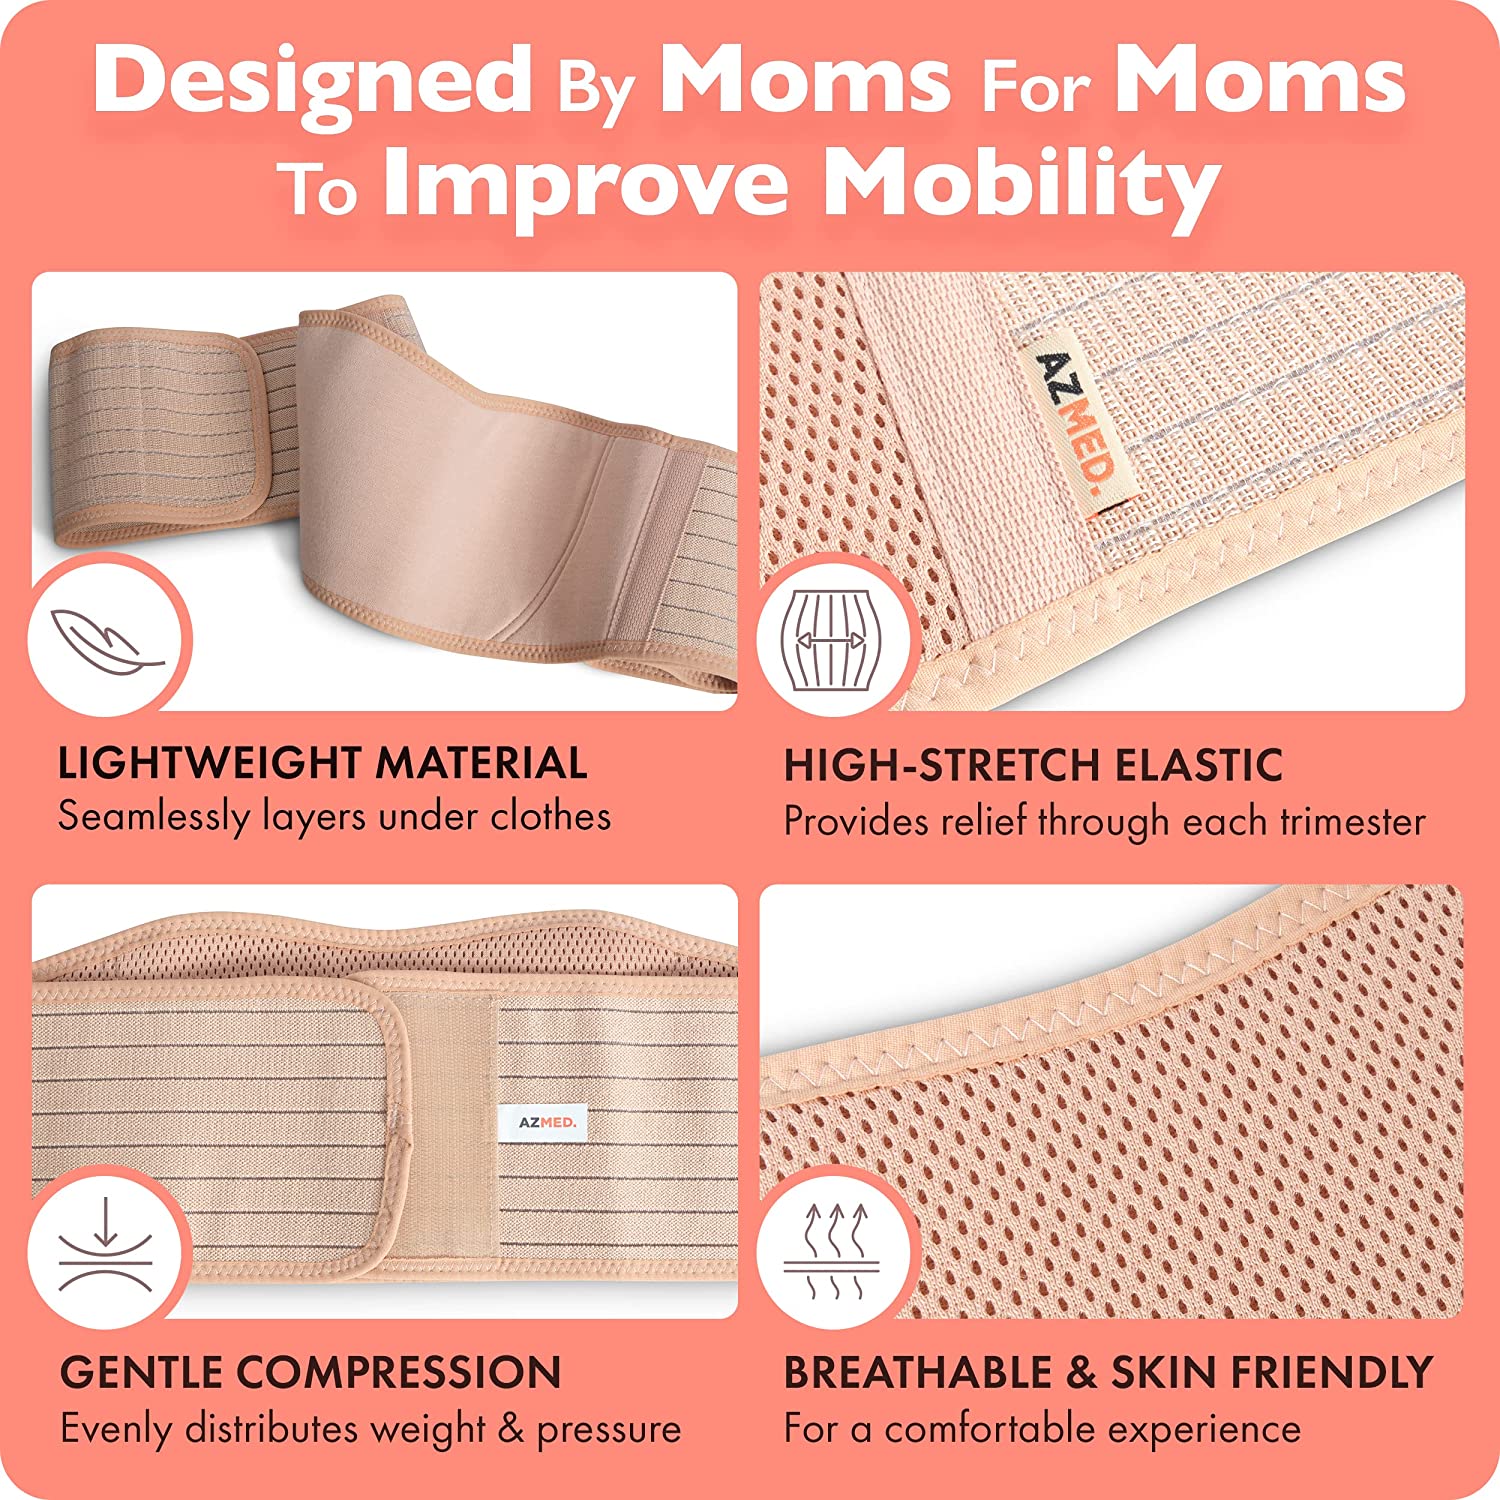 Designed By Moms For Moms
To Improve Mobility
AZMED.
LIGHTWEIGHT MATERIAL
Seamlessly layers under clothes
HIGH-STRETCH ELASTIC
Provides relief through each trimester
AZMED.
GENTLE COMPRESSION
Evenly distributes weight & pressure
BREATHABLE & SKIN FRIENDLY
For a comfortable experience